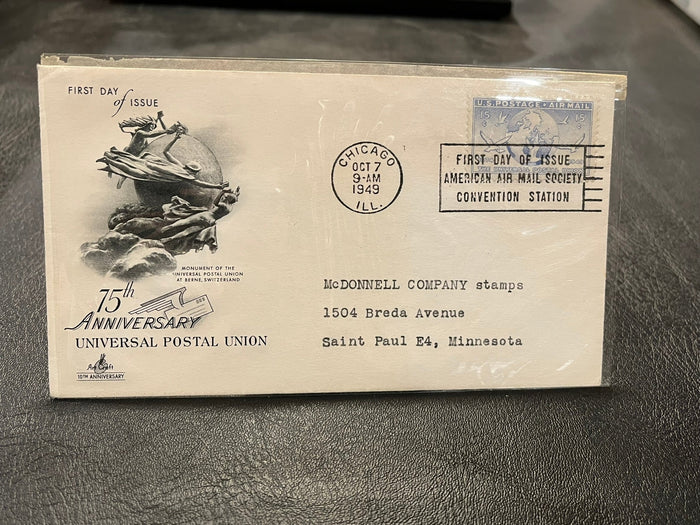 FIRST DAY
of ISSUE
MONUMENT OF THE
UNIVERSAL POSTAL UNION
AT BERNE, SWITZERLAND
75th
ANNIVERSARY
UNIVERSAL POSTAL UNION
ArtCraft
10TH ANNIVERSARY
CHICAGO
OCT 7
9-AM
1949
ILL.
U.S. POSTAGE • AIR MAIL
15¢ 15¢
FIRST DAY OF ISSUE
AMERICAN AIR MAIL SOCIETY
CONVENTION STATION
McDONNELL COMPANY stamps
1504 Breda Avenue
Saint Paul E4, Minnesota